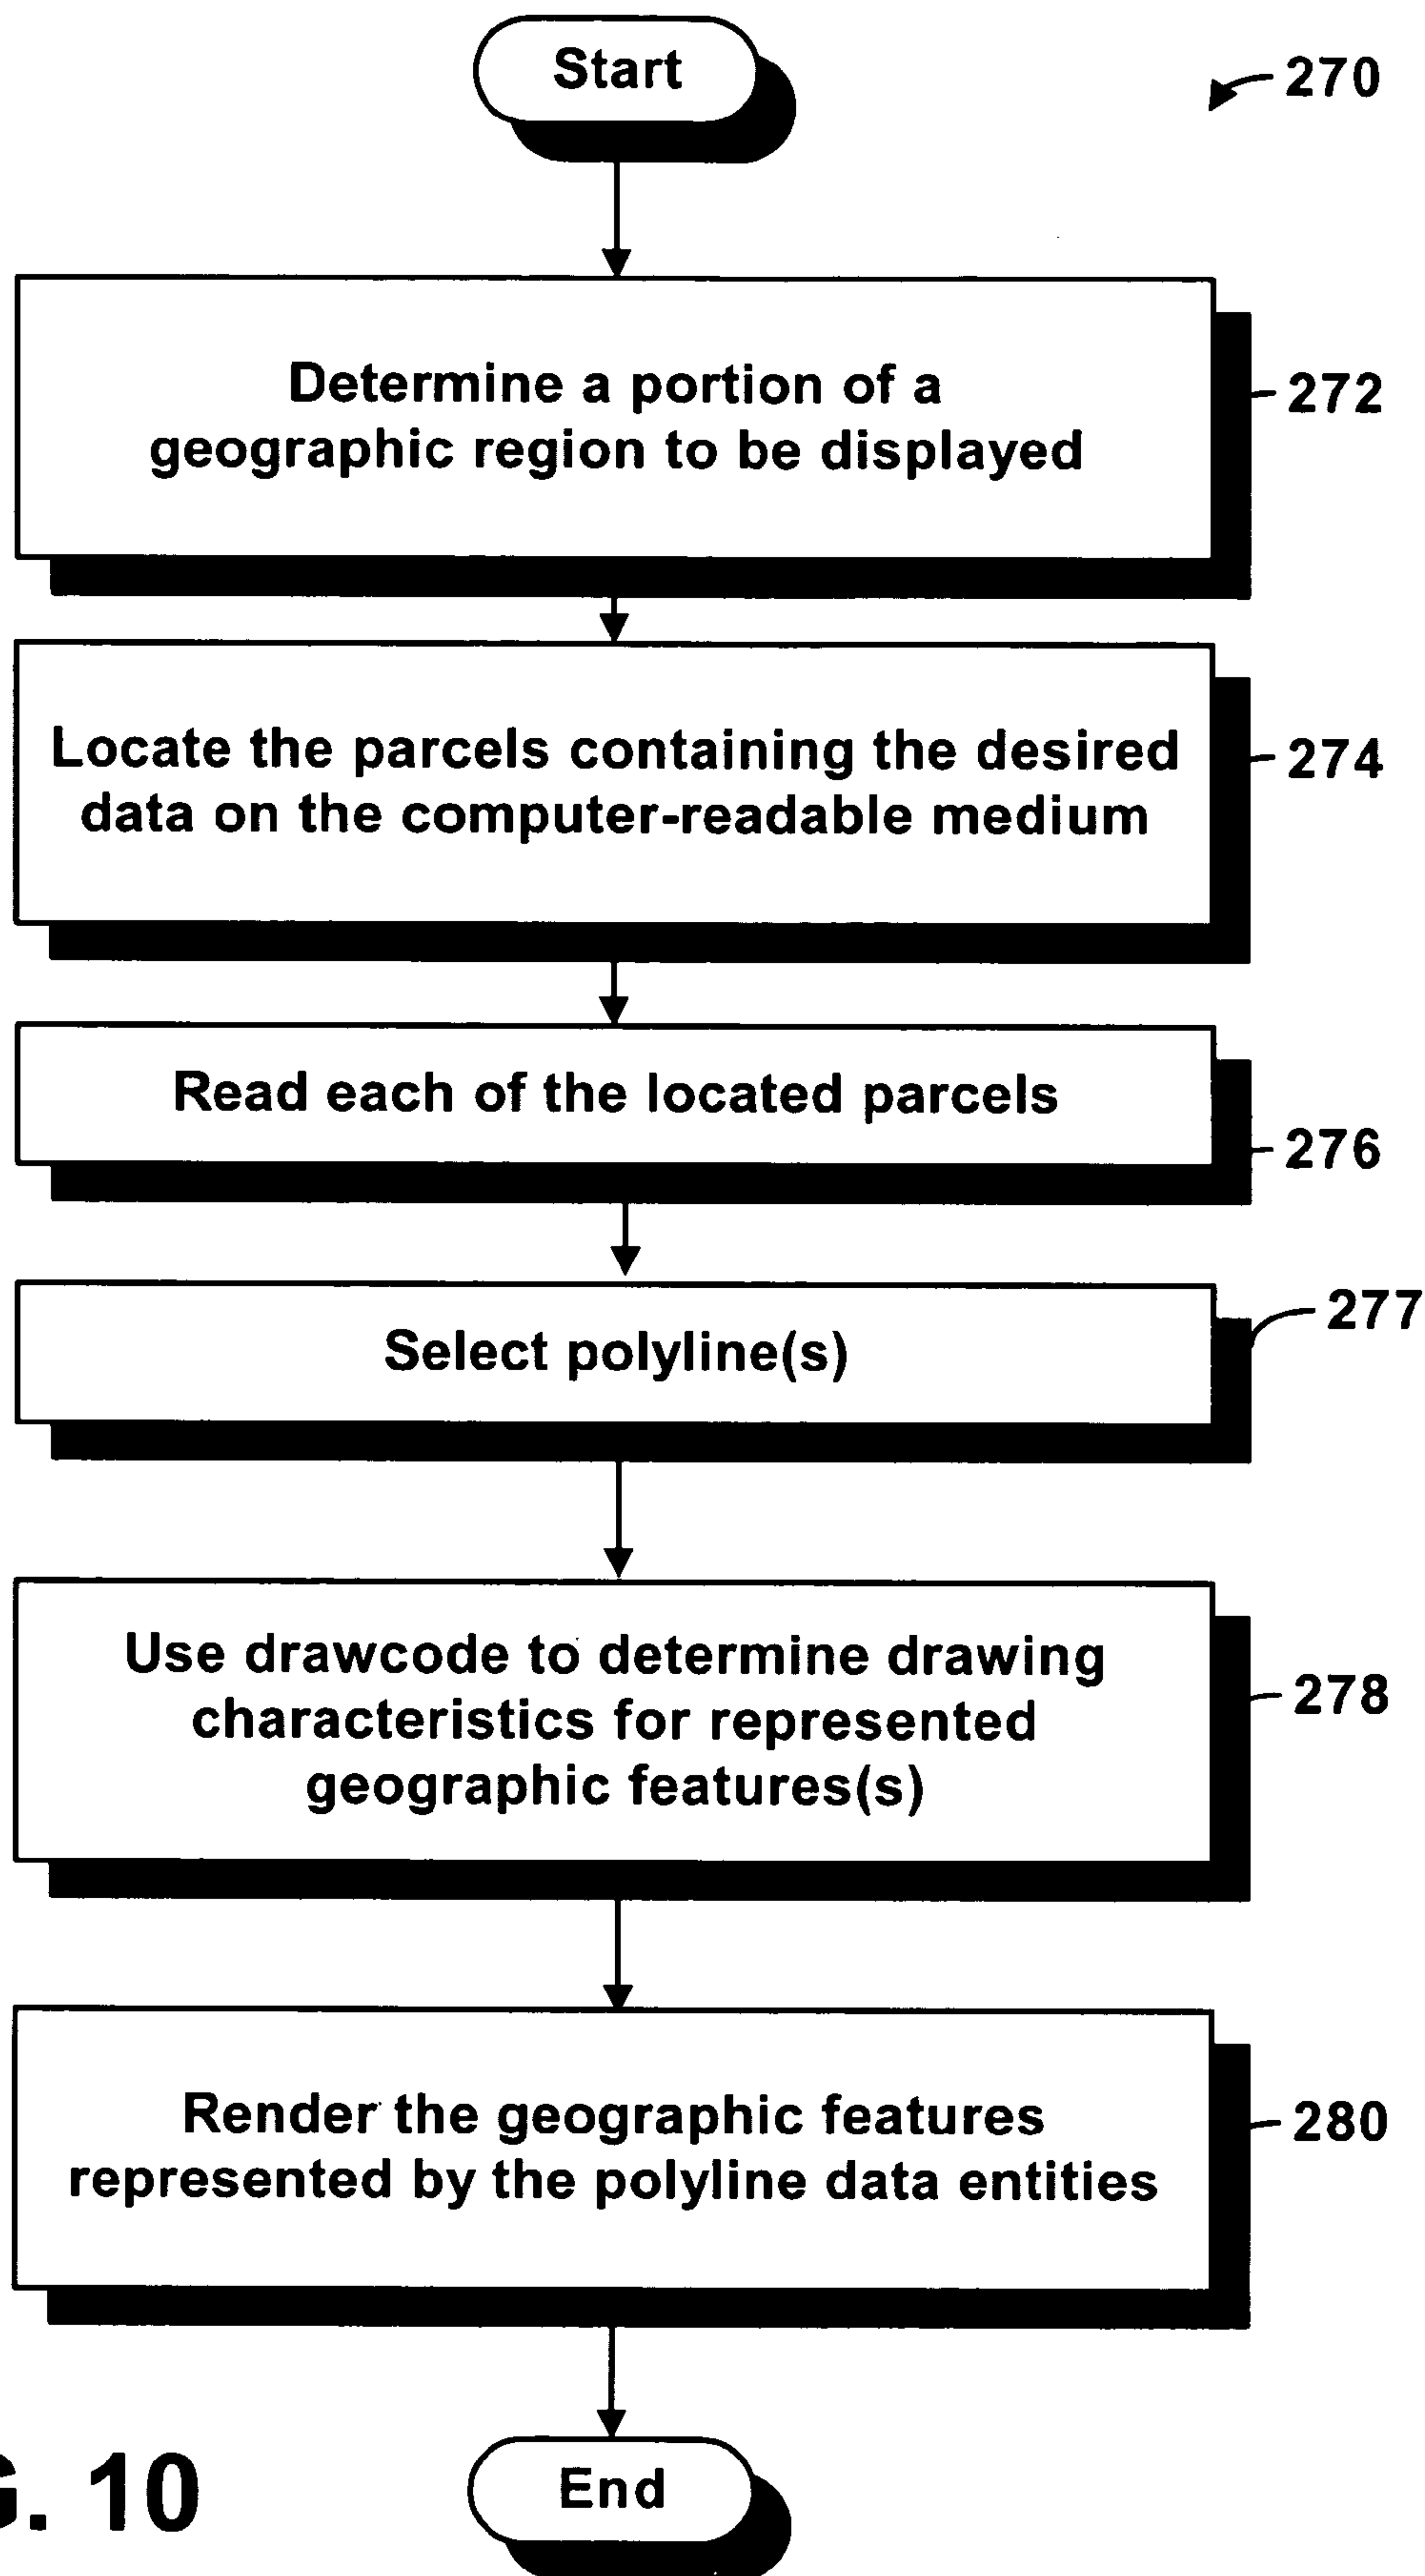 Start
270
Determine a portion of a
geographic region to be displayed
272
Locate the parcels containing the desired
data on the computer-readable medium
274
Read each of the located parcels
276
Select polyline(s)
277
Use drawcode to determine drawing
characteristics for represented
geographic features(s)
278
Render the geographic features
represented by the polyline data entities
280
End
G. 10